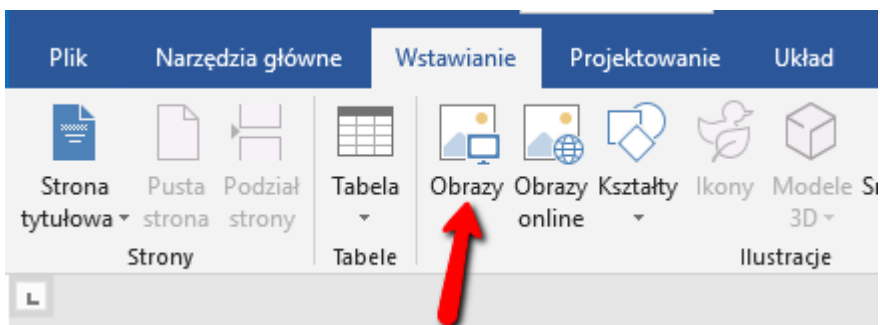 Plik Narzędzia główne Wstawianie Projektowanie Układ
Strona tytułowa
Pusta strona
Podział strony
Tabela
Obrazy
Obrazy online
Kształty
Ikony
Modele 3D
Strony Tabele Ilustracje